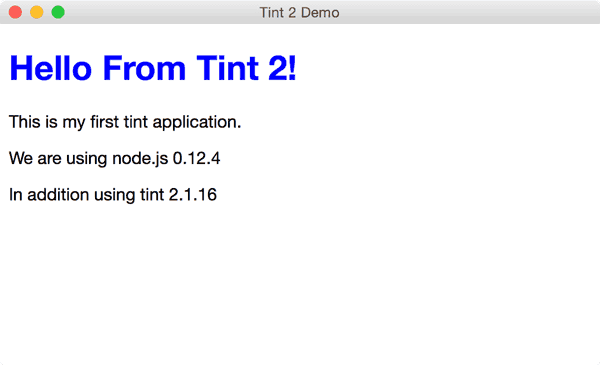 Tint 2 Demo
Hello From Tint 2!
This is my first tint application.
We are using node.js 0.12.4
In addition using tint 2.1.16